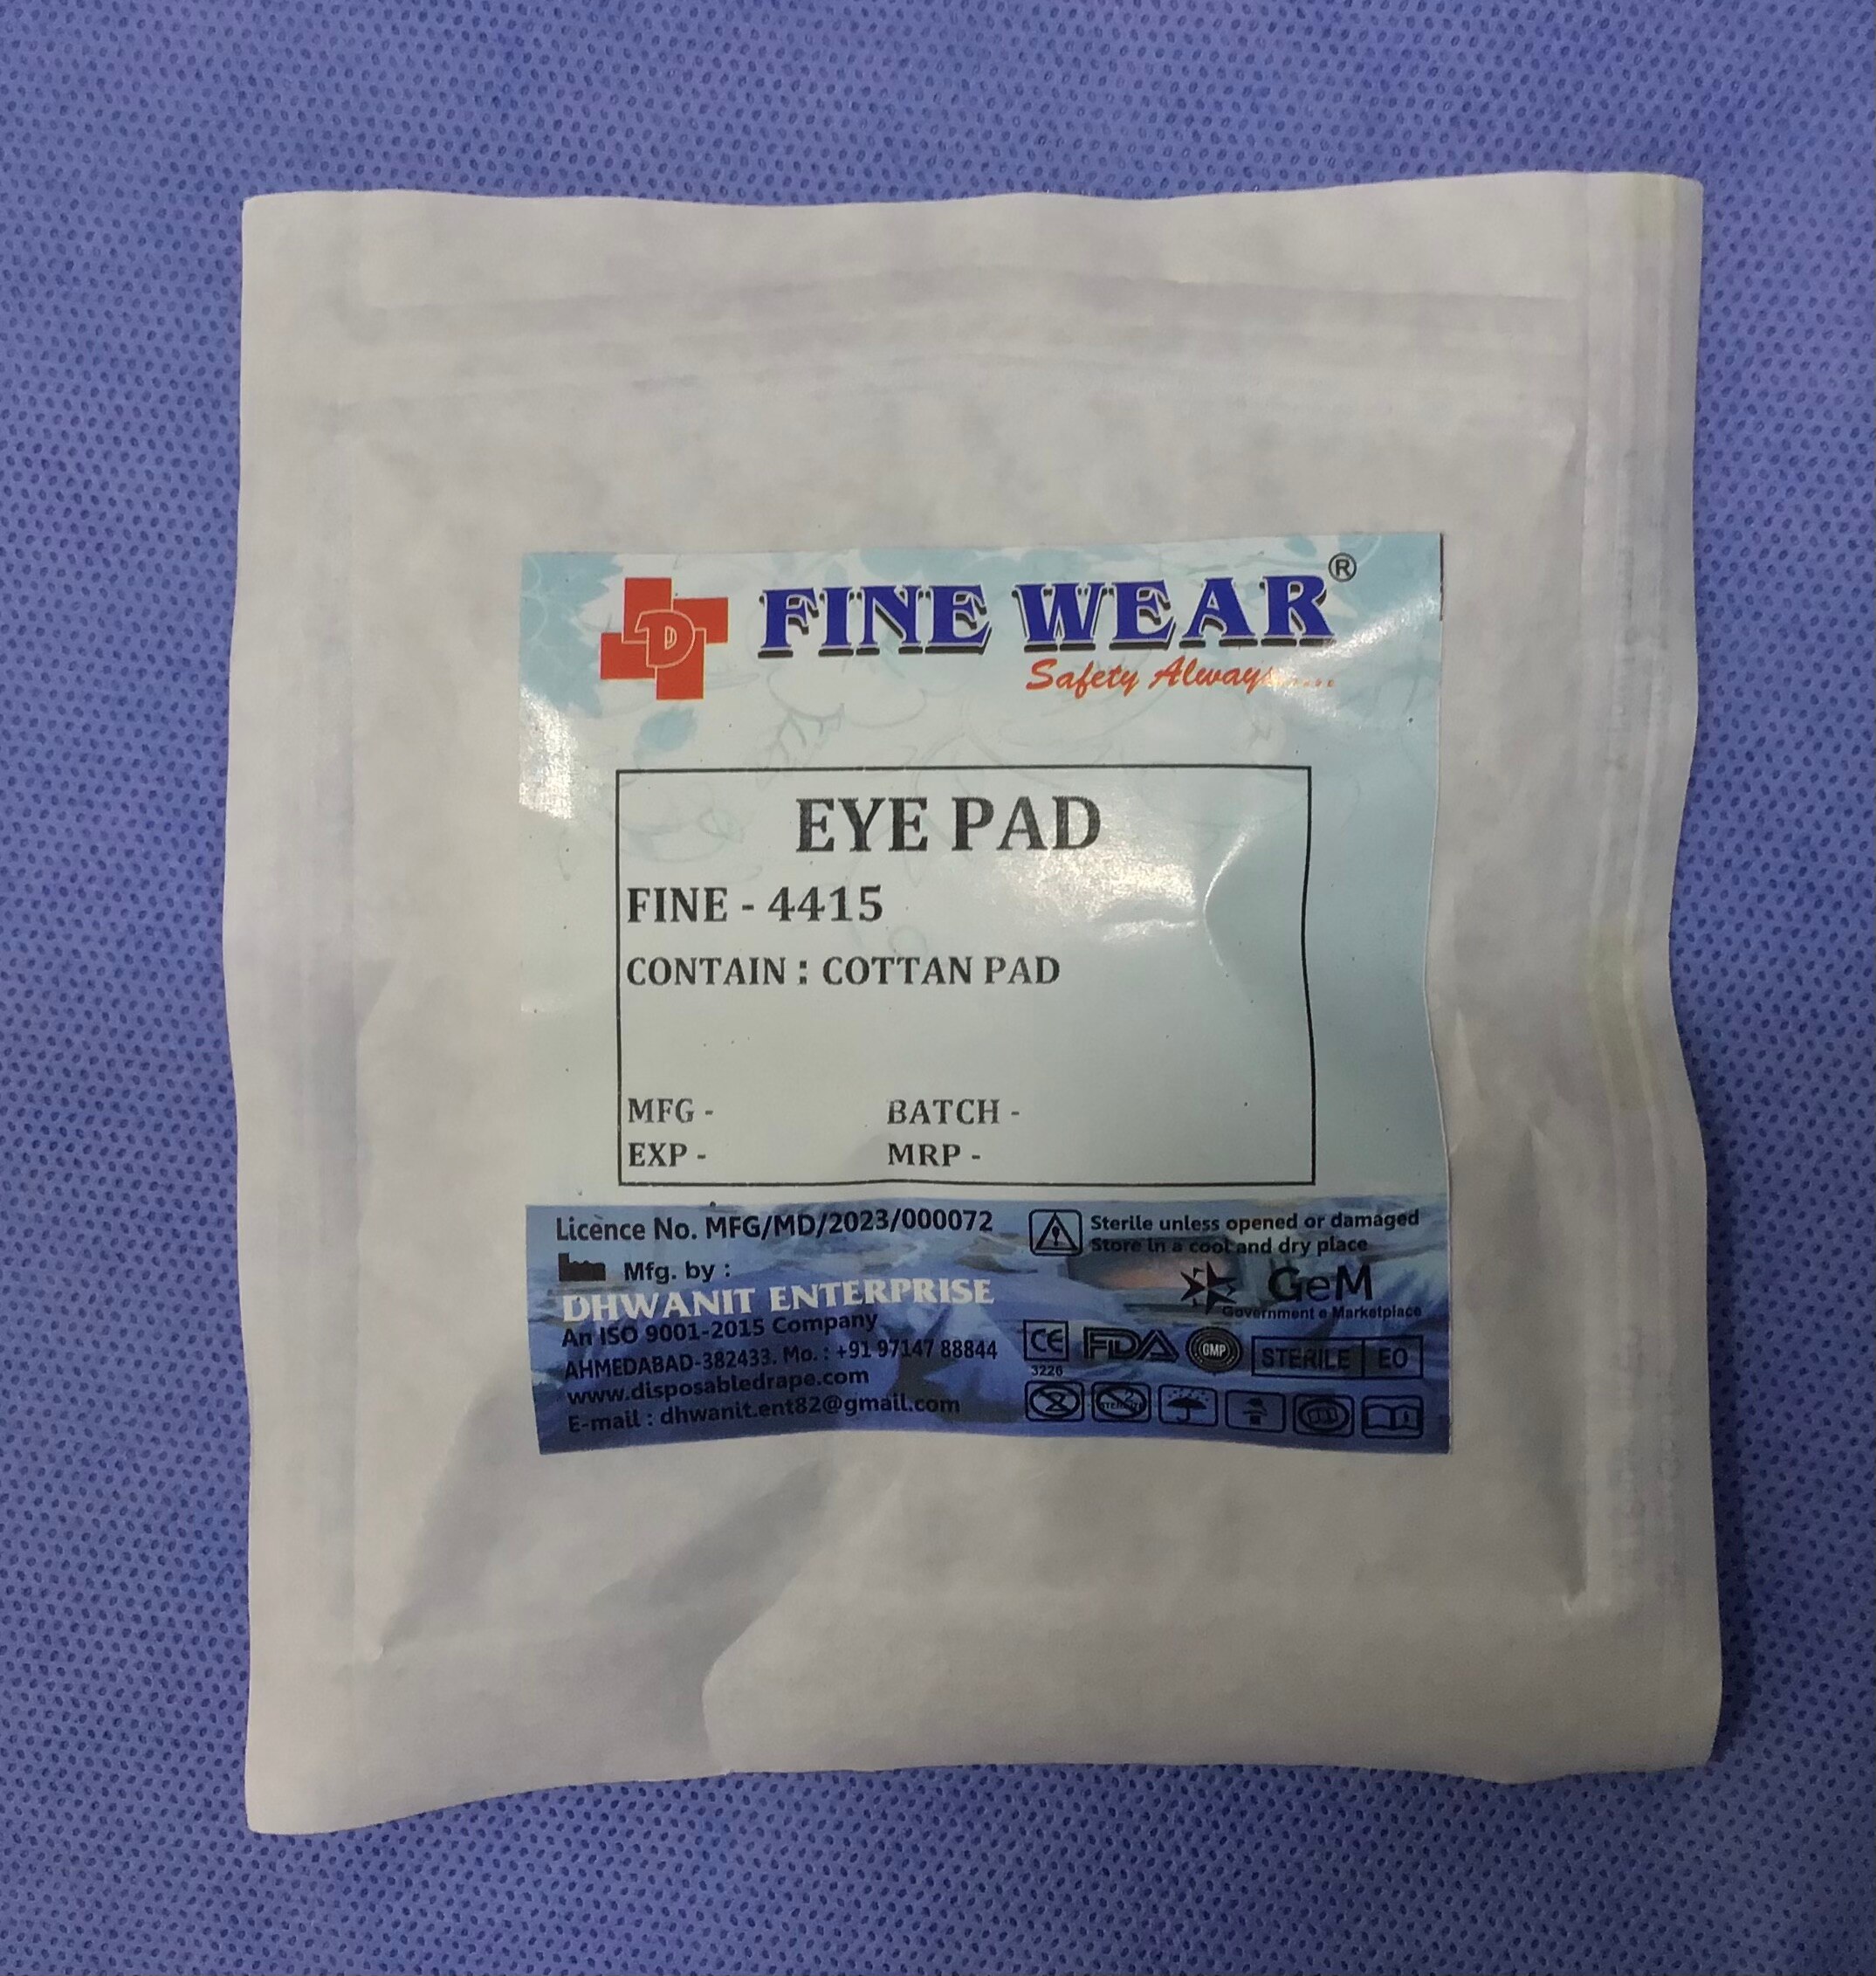 D
FINE WEAR®
Safety Always.....
EYE PAD
FINE - 4415
CONTAIN : COTTAN PAD
MFG -
BATCH -
EXP -
MRP -
Licence No. MFG/MD/2023/000072
Mfg. by :
DHWANIT ENTERPRISE
An ISO 9001-2015 Company
AHMEDABAD-382433. Mo. : +91 97147 88844
www.disposabledrape.com
E-mail : dhwanit.ent82@gmail.com
Sterile unless opened or damaged
Store in a cool and dry place
GeM
Government e Marketplace
CE
3226
FDA
GMP
STERILE EO
2